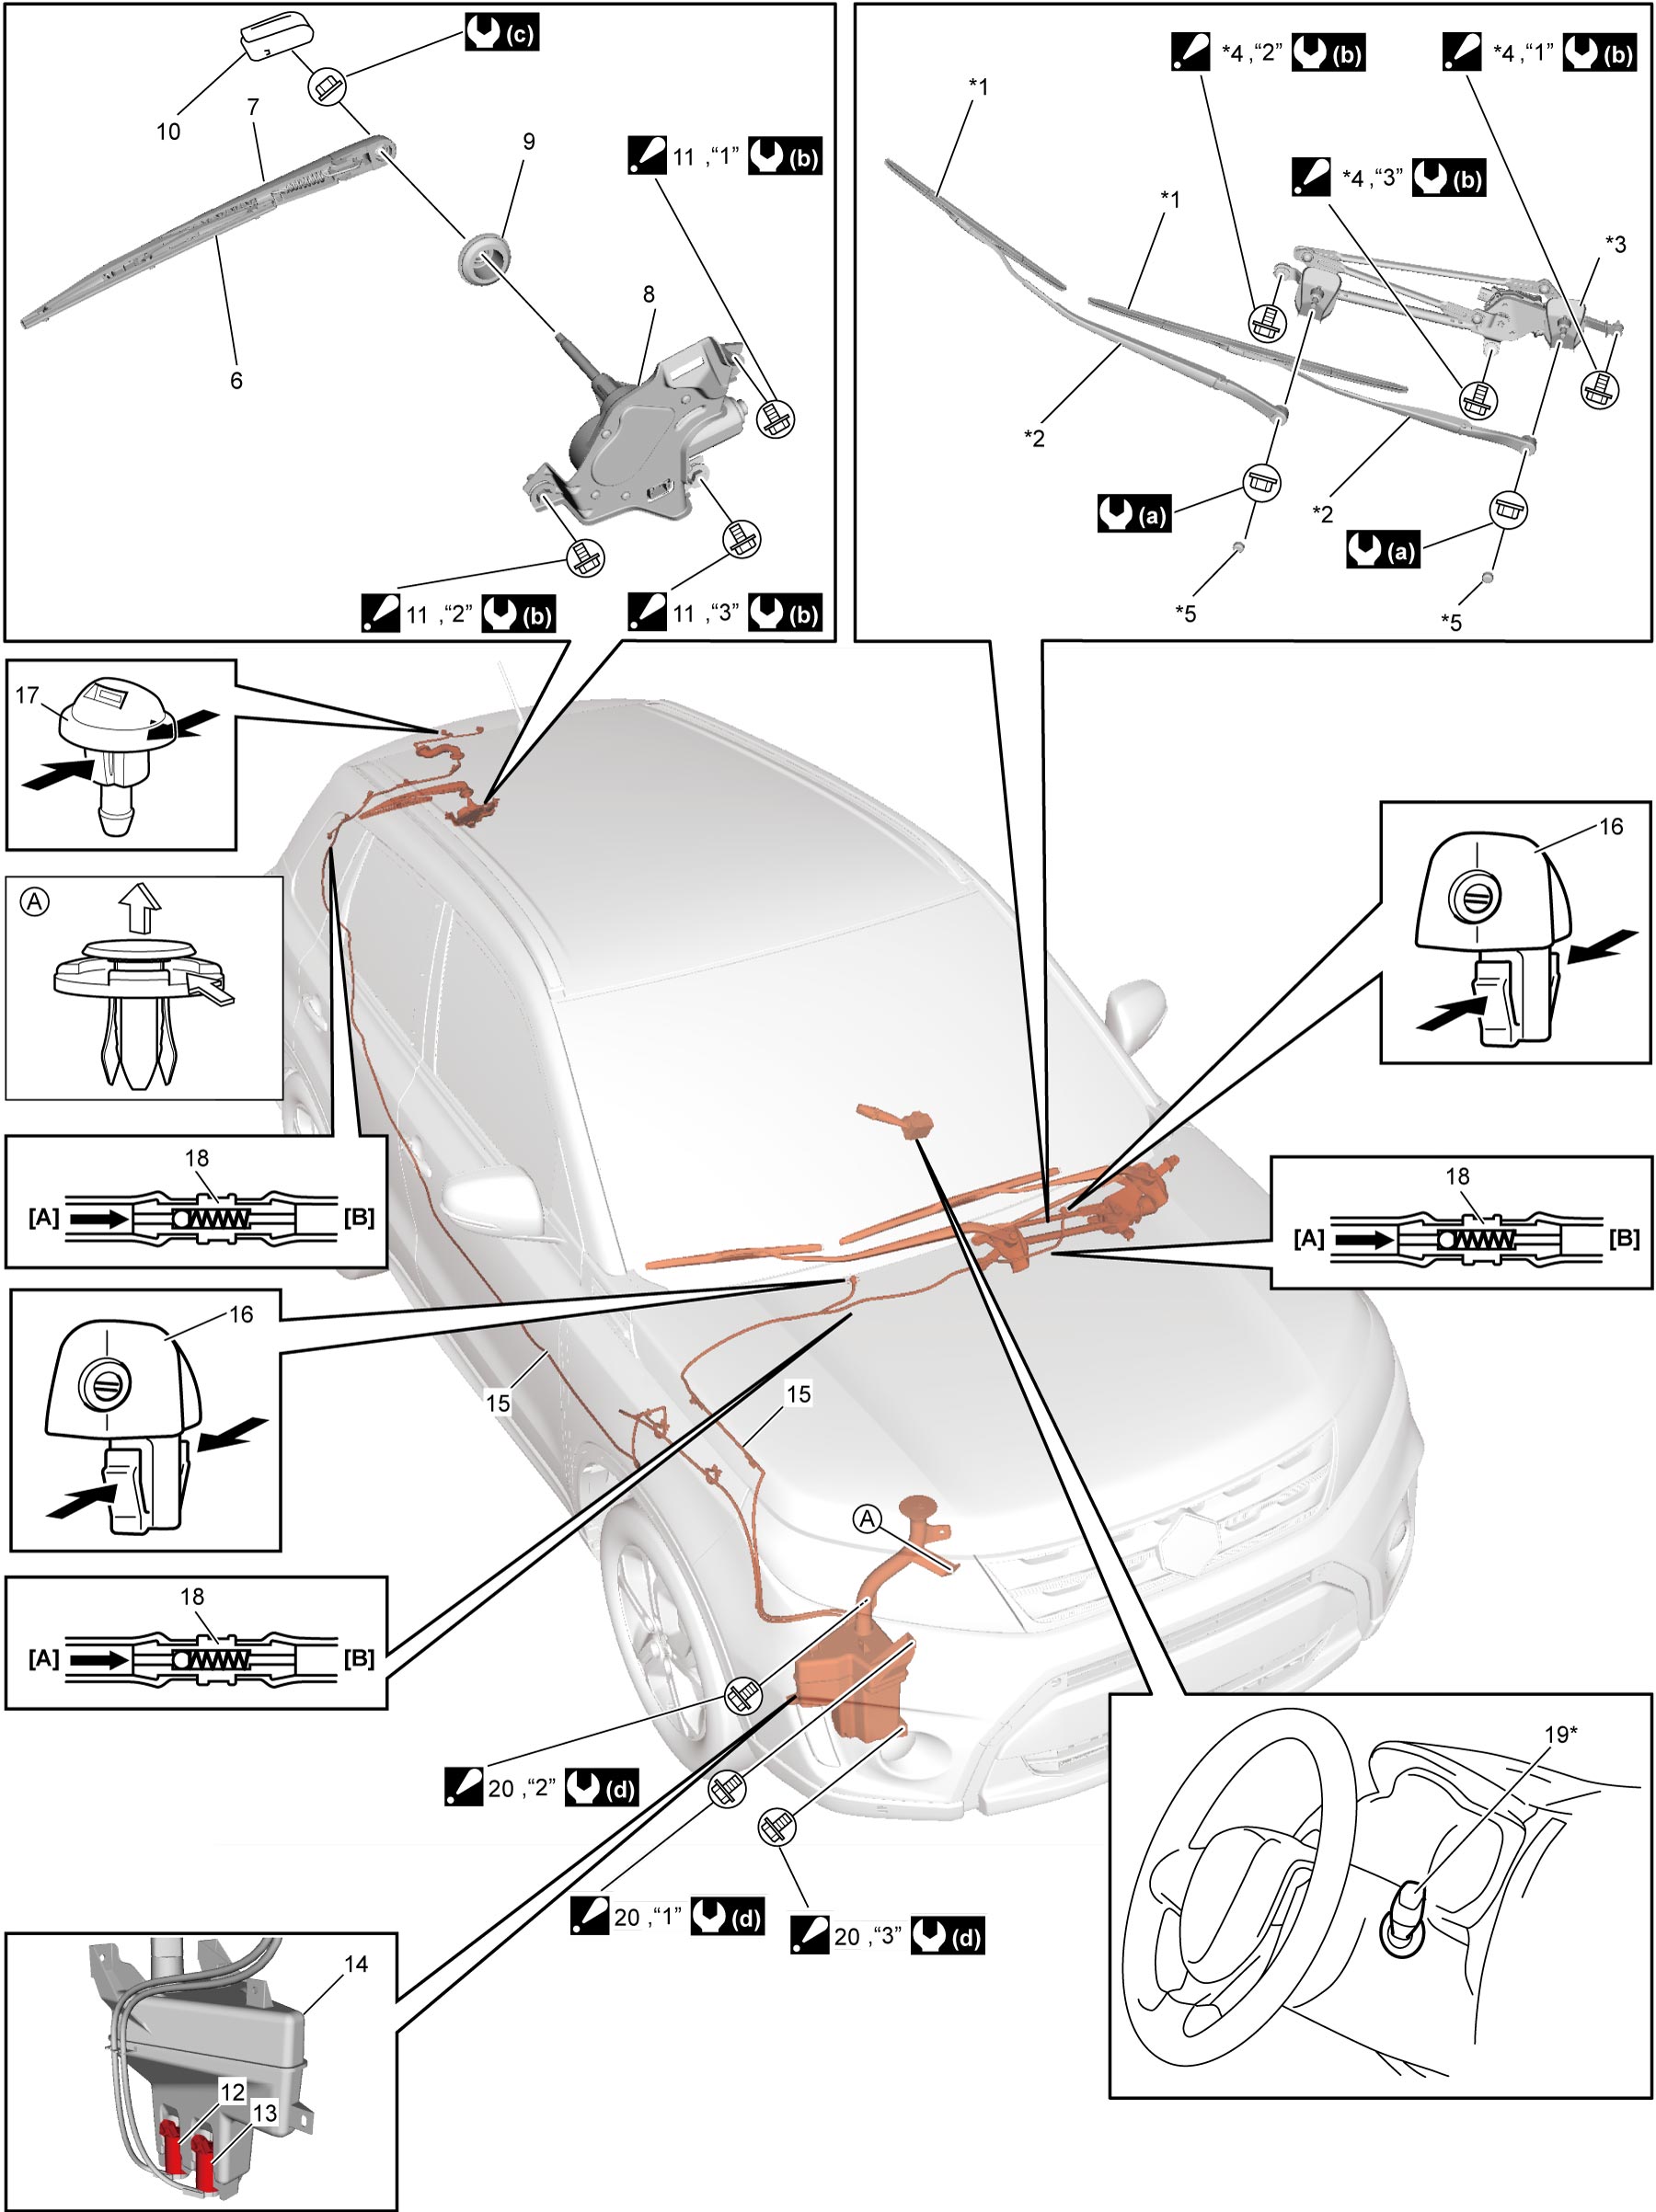 (c)
10
7
9
11 ,“1” (b)
8
6
11 ,“2” (b)
11 ,“3” (b)
*4 ,“2” (b)
*4 ,“1” (b)
*1
*4 ,“3” (b)
*1
*3
*2
*2
(a)
(a)
*5
*5
17
16
A
18
[A] [B]
18
[A] [B]
16
15
15
A
18
[A] [B]
19*
20 ,“2” (d)
20 ,“1” (d)
20 ,“3” (d)
14
12
13